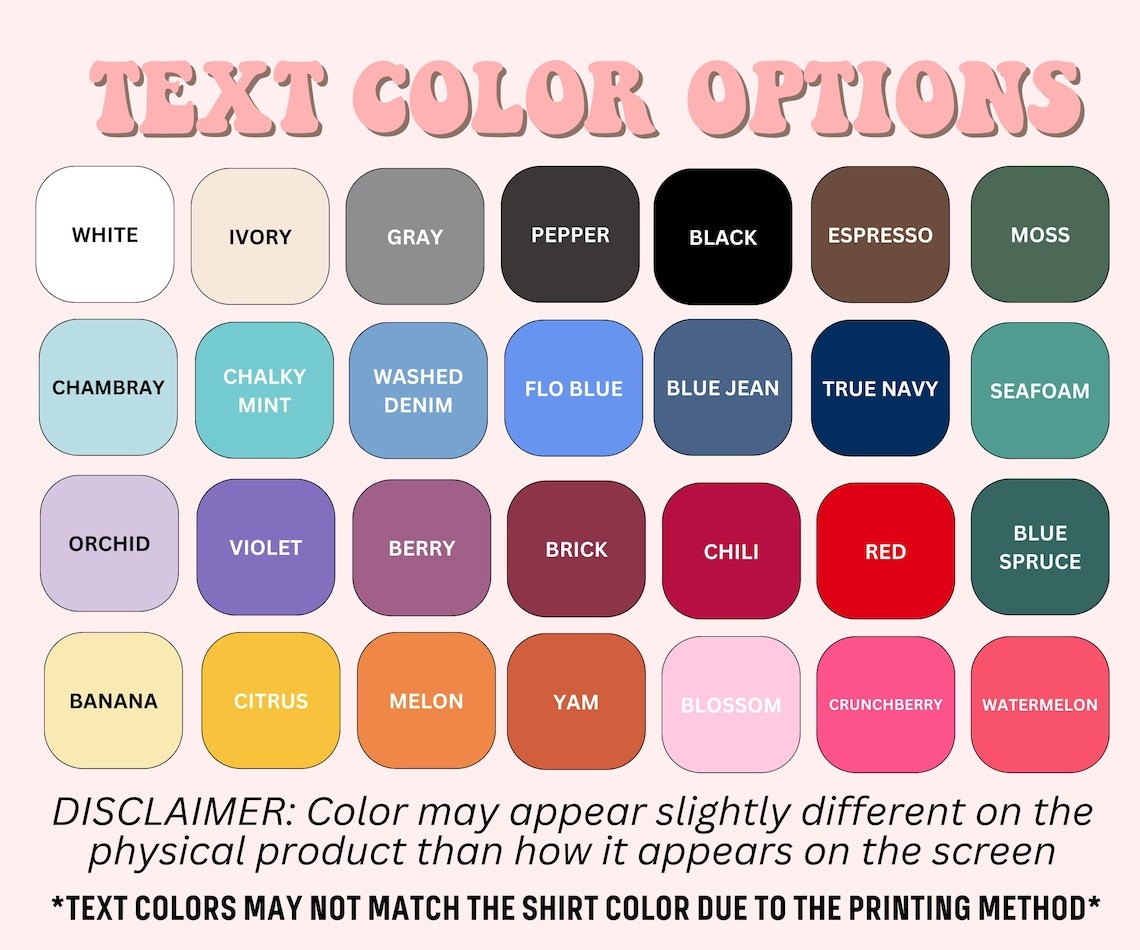 TEXT COLOR OPTIONS
WHITE
IVORY
GRAY
PEPPER
BLACK
ESPRESSO
MOSS
CHAMBRAY
CHALKY
MINT
WASHED
DENIM
FLO BLUE
BLUE JEAN
TRUE NAVY
SEAFOAM
ORCHID
VIOLET
BERRY
BRICK
CHILI
RED
BLUE
SPRUCE
BANANA
CITRUS
MELON
YAM
BLOSSOM
CRUNCHBERRY
WATERMELON
DISCLAIMER: Color may appear slightly different on the
physical product than how it appears on the screen
*TEXT COLORS MAY NOT MATCH THE SHIRT COLOR DUE TO THE PRINTING METHOD*